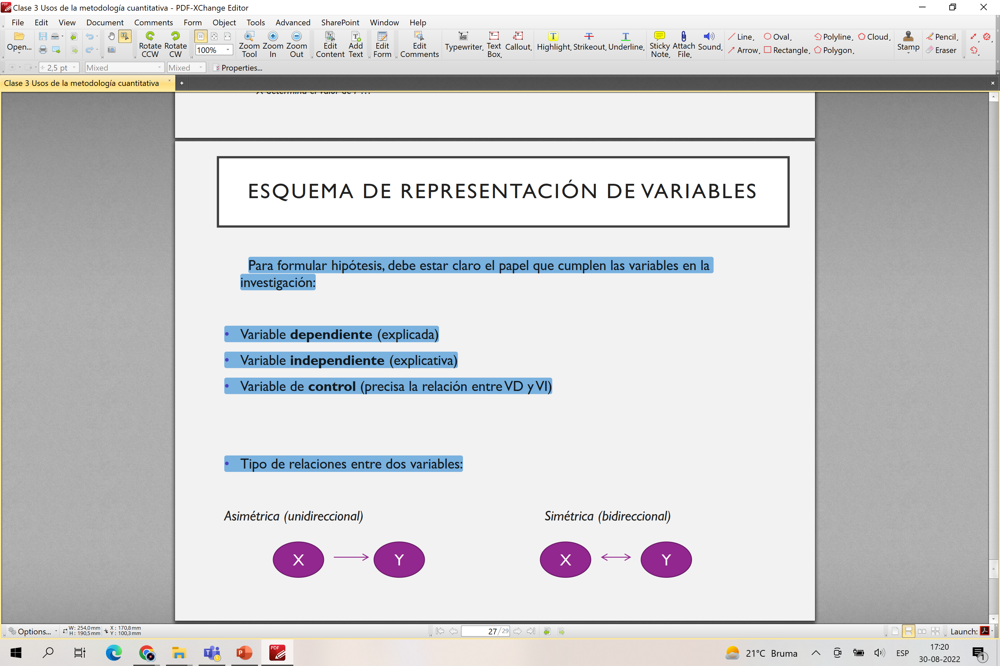 Clase 3 Usos de la metodología cuantitativa - PDF-XChange Editor
File Edit View Document Comments Form Object Tools Advanced SharePoint Window Help
Open... Rotate CCW Rotate CW 100% Zoom Tool Zoom In Zoom Out Edit Content Add Text Edit Form Edit Comments Typewriter Text Box Callout Highlight Strikeout Underline Sticky Note Attach File Sound Line Arrow Oval Rectangle Polyline Polygon Cloud Stamp Pencil Eraser
2,5 pt Mixed Mixed Properties...
Clase 3 Usos de la metodología cuantitativa
X determina el valor de Y ...
ESQUEMA DE REPRESENTACIÓN DE VARIABLES
Para formular hipótesis, debe estar claro el papel que cumplen las variables en la
investigación:
• Variable dependiente (explicada)
• Variable independiente (explicativa)
• Variable de control (precisa la relación entre VD y VI)
• Tipo de relaciones entre dos variables:
Asimétrica (unidireccional) Simétrica (bidireccional)
X Y X Y
Options... W: 254,0 mm X: 170,8 mm 27 / 29 Launch:
H: 190,5 mm Y: 100,3 mm
21°C Bruma ESP 17:20
30-08-2022 1